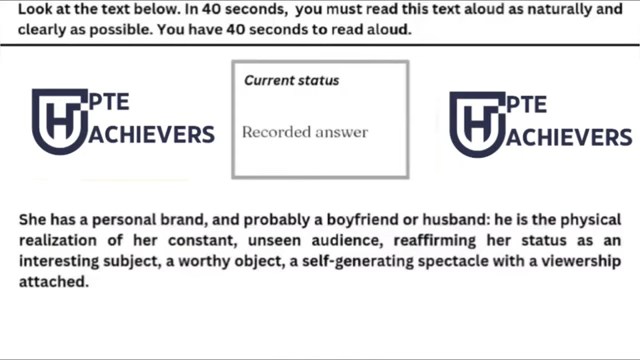 Look at the text below. In 40 seconds, you must read this text aloud as naturally and
clearly as possible. You have 40 seconds to read aloud.
Current status
PTE
ACHIEVERS
Recorded answer
PTE
ACHIEVERS
She has a personal brand, and probably a boyfriend or husband: he is the physical
realization of her constant, unseen audience, reaffirming her status as an
interesting subject, a worthy object, a self-generating spectacle with a viewership
attached.